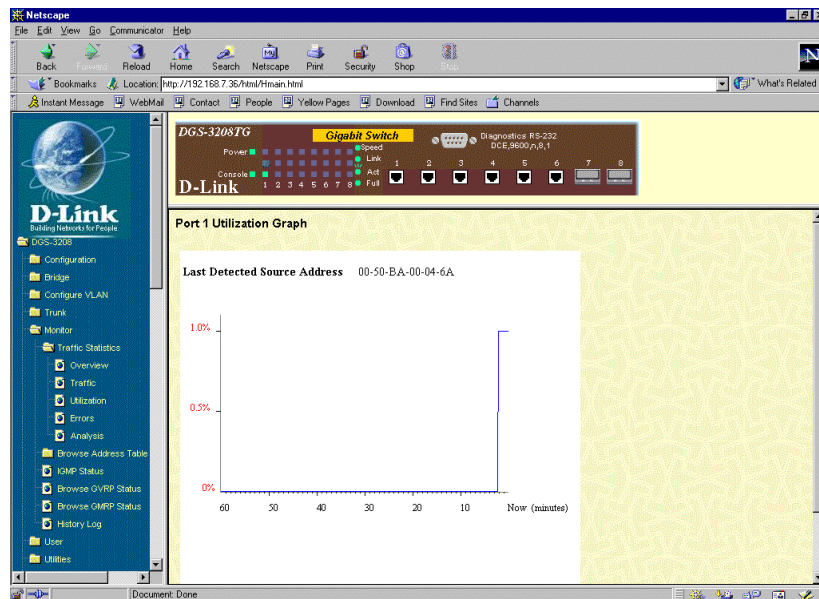 Netscape
File Edit View Go Communicator Help
Back Forward Reload Home Search Netscape Print Security Shop Stop
Bookmarks Location: http://192.168.7.36/html/Hmain.html What's Related
Instant Message WebMail Contact People Yellow Pages Download Find Sites Channels
D-Link
Building Networks for People
DGS-3208
Configuration
Bridge
Configure VLAN
Trunk
Monitor
Traffic Statistics
Overview
Traffic
Utilization
Errors
Analysis
Browse Address Table
IGMP Status
Browse GVRP Status
Browse GMRP Status
History Log
User
Utilities
DGS-3208TG
Gigabit Switch
Diagnostics RS-232
DCE,9600,n,8,1
Power
Speed
Link
Console
Act
Full
D-Link
1 2 3 4 5 6 7 8
1 2 3 4 5 6 7 8
Port 1 Utilization Graph
Last Detected Source Address 00-50-BA-00-04-6A
1.0%
0.5%
0%
60 50 40 30 20 10 Now (minutes)
Document: Done